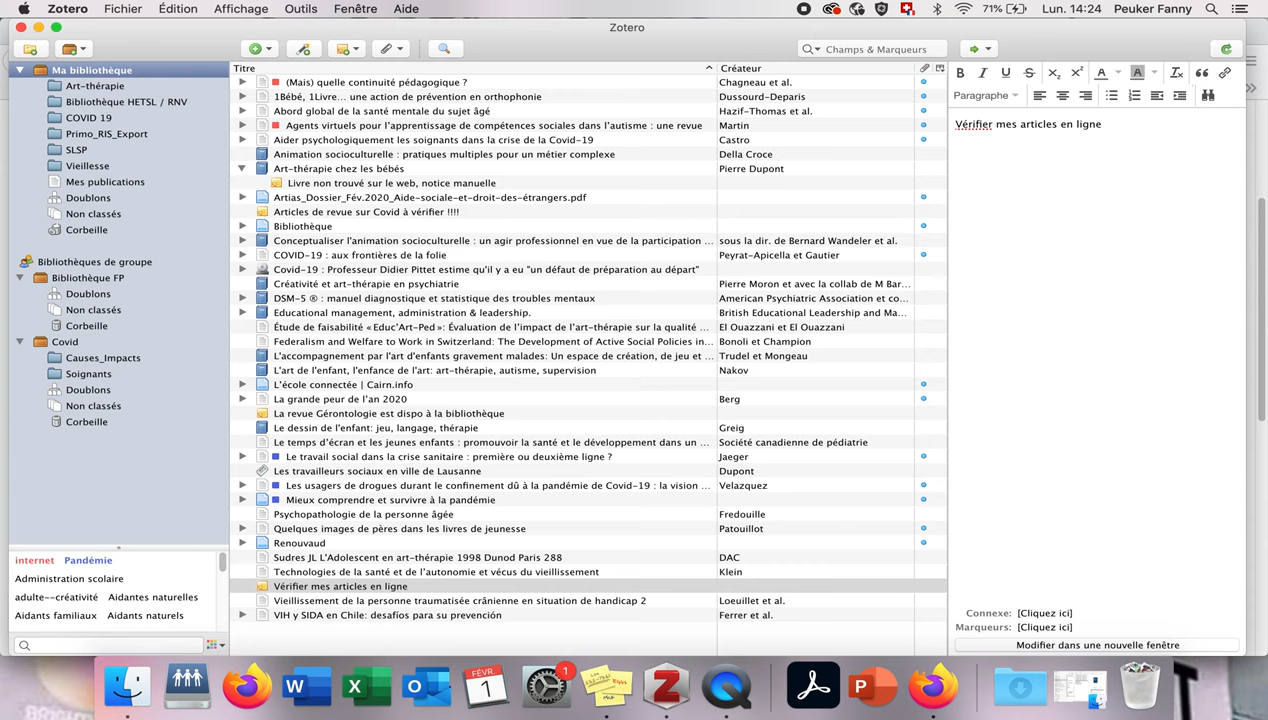 Zotero Fichier Édition Affichage Outils Fenêtre Aide 71% Lun. 14:24 Peuker Fanny
Zotero
Champs & Marqueurs
Ma bibliothèque
Art-thérapie
Bibliothèque HETSL / RNV
COVID 19
Primo_RIS_Export
SLSP
Vieillesse
Mes publications
Doublons
Non classés
Corbeille
Bibliothèques de groupe
Bibliothèque FP
Doublons
Non classés
Corbeille
Covid
Causes_Impacts
Soignants
Doublons
Non classés
Corbeille
internet Pandémie
Administration scolaire
adulte--créativité Aidantes naturelles
Aidants familiaux Aidants naturels
Titre Créateur
(Mais) quelle continuité pédagogique ? Chagneau et al.
1Bébé, 1Livre... une action de prévention en orthophonie Dussourd-Deparis
Abord global de la santé mentale du sujet âgé Hazif-Thomas et al.
Agents virtuels pour l'apprentissage de compétences sociales dans l'autisme : une revue Martin
Aider psychologiquement les soignants dans la crise de la Covid-19 Castro
Animation socioculturelle : pratiques multiples pour un métier complexe Della Croce
Art-thérapie chez les bébés Pierre Dupont
Livre non trouvé sur le web, notice manuelle
Artias_Dossier_Fév.2020_Aide-sociale-et-droit-des-étrangers.pdf
Articles de revue sur Covid à vérifier !!!!
Bibliothèque
Conceptualiser l'animation socioculturelle : un agir professionnel en vue de la participation ... sous la dir. de Bernard Wandeler et al.
COVID-19 : aux frontières de la folie Peyrat-Apicella et Gautier
Covid-19 : Professeur Didier Pittet estime qu'il y a eu "un défaut de préparation au départ"
Créativité et art-thérapie en psychiatrie Pierre Moron et avec la collab de M Bar...
DSM-5 ® : manuel diagnostique et statistique des troubles mentaux American Psychiatric Association et co...
Educational management, administration & leadership. British Educational Leadership and Ma...
Étude de faisabilité «Educ'Art-Ped»: Évaluation de l'impact de l'art-thérapie sur la qualité ... El Ouazzani et El Ouazzani
Federalism and Welfare to Work in Switzerland: The Development of Active Social Policies in... Bonoli et Champion
L'accompagnement par l'art d'enfants gravement malades: Un espace de création, de jeu et ... Trudel et Mongeau
L'art de l'enfant, l'enfance de l'art: art-thérapie, autisme, supervision Nakov
L'école connectée | Cairn.info
La grande peur de l'an 2020 Berg
La revue Gérontologie est dispo à la bibliothèque
Le dessin de l'enfant: jeu, langage, thérapie Greig
Le temps d'écran et les jeunes enfants : promouvoir la santé et le développement dans un ... Société canadienne de pédiatrie
Le travail social dans la crise sanitaire : première ou deuxième ligne ? Jaeger
Les travailleurs sociaux en ville de Lausanne Dupont
Les usagers de drogues durant le confinement dû à la pandémie de Covid-19 : la vision ... Velazquez
Mieux comprendre et survivre à la pandémie
Psychopathologie de la personne âgée Fredouille
Quelques images de pères dans les livres de jeunesse Patouillot
Renouvaud
Sudres JL L'Adolescent en art-thérapie 1998 Dunod Paris 288 DAC
Technologies de la santé et de l'autonomie et vécus du vieillissement Klein
Vérifier mes articles en ligne
Vieillissement de la personne traumatisée crânienne en situation de handicap 2 Loeuillet et al.
VIH y SIDA en Chile: desafíos para su prevención Ferrer et al.
B I U S X₂ X² A A Tx
Paragraphe
Vérifier mes articles en ligne
Connexe: [Cliquez ici]
Marqueurs: [Cliquez ici]
Modifier dans une nouvelle fenêtre
W X O FÉVR. 1 1 Z P